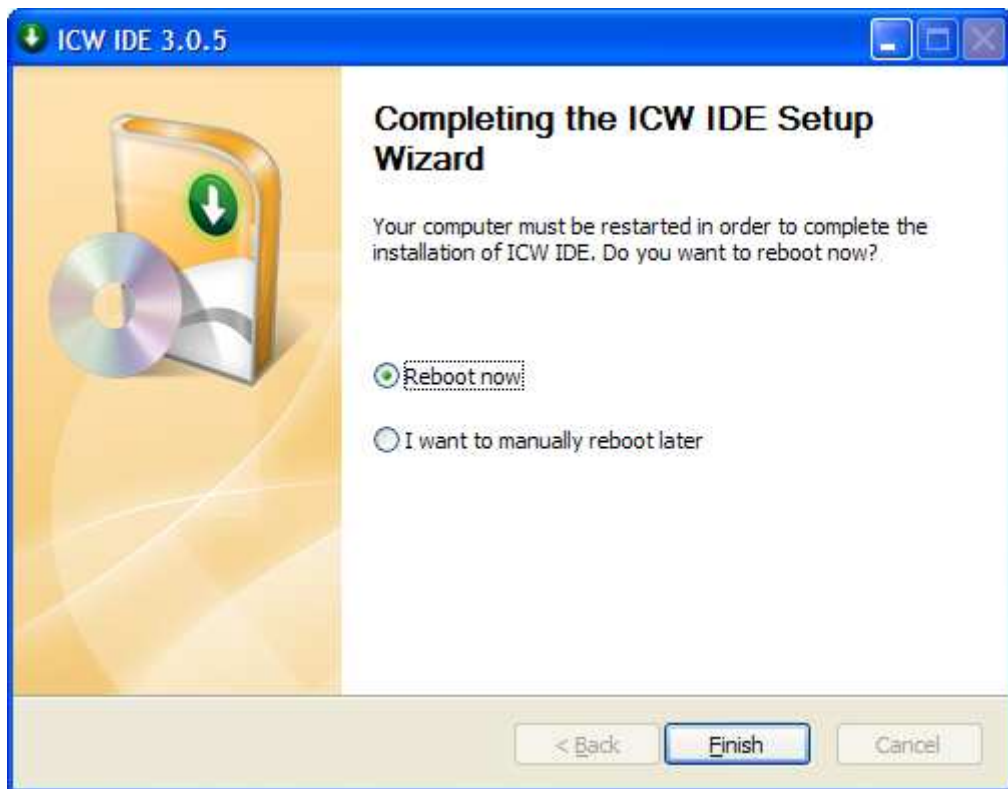 ICW IDE 3.0.5
Completing the ICW IDE Setup
Wizard
Your computer must be restarted in order to complete the
installation of ICW IDE. Do you want to reboot now?
Reboot now
I want to manually reboot later
< Back
Finish
Cancel